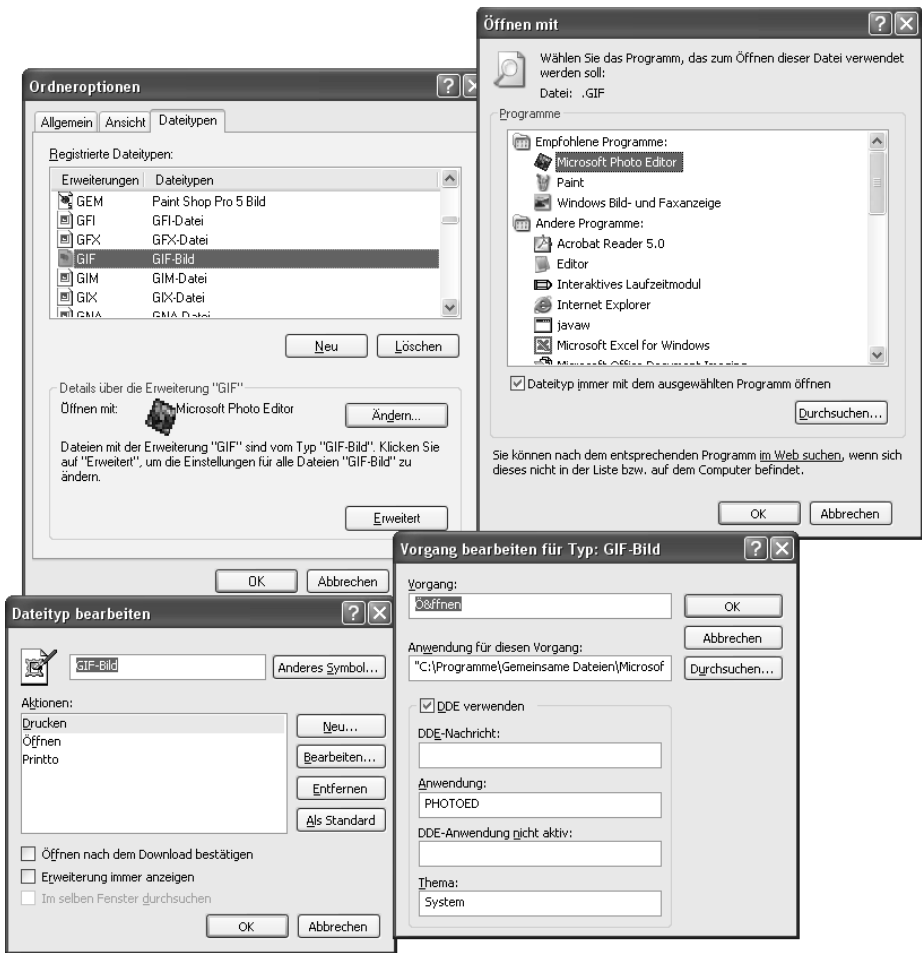 Öffnen mit
Wählen Sie das Programm, das zum Öffnen dieser Datei verwendet
werden soll:
Datei: .GIF
Programme
Empfohlene Programme:
Microsoft Photo Editor
Paint
Windows Bild- und Faxanzeige
Andere Programme:
Acrobat Reader 5.0
Editor
Interaktives Laufzeitmodul
Internet Explorer
javaw
Microsoft Excel for Windows
Microsoft Office Document Imaging
Dateityp immer mit dem ausgewählten Programm öffnen
Durchsuchen...
Sie können nach dem entsprechenden Programm im Web suchen, wenn sich
dieses nicht in der Liste bzw. auf dem Computer befindet.
OK Abbrechen
Ordneroptionen
Allgemein Ansicht Dateitypen
Registrierte Dateitypen:
Erweiterungen Dateitypen
GEM Paint Shop Pro 5 Bild
GFI GFI-Datei
GFX GFX-Datei
GIF GIF-Bild
GIM GIM-Datei
GIX GIX-Datei
GNA GNA-Datei
Neu Löschen
Details über die Erweiterung "GIF"
Öffnen mit: Microsoft Photo Editor Ändern...
Dateien mit der Erweiterung "GIF" sind vom Typ "GIF-Bild". Klicken Sie
auf "Erweitert", um die Einstellungen für alle Dateien "GIF-Bild" zu
ändern.
Erweitert
OK Abbrechen
Dateityp bearbeiten
GIF-Bild Anderes Symbol...
Aktionen:
Drucken
Öffnen
Printto
Neu...
Bearbeiten...
Entfernen
Als Standard
Öffnen nach dem Download bestätigen
Erweiterung immer anzeigen
Im selben Fenster durchsuchen
OK Abbrechen
Vorgang bearbeiten für Typ: GIF-Bild
Vorgang:
Ö&ffnen
OK
Abbrechen
Anwendung für diesen Vorgang:
"C:\Programme\Gemeinsame Dateien\Microsof
Durchsuchen...
DDE verwenden
DDE-Nachricht:
Anwendung:
PHOTOED
DDE-Anwendung nicht aktiv:
Thema:
System